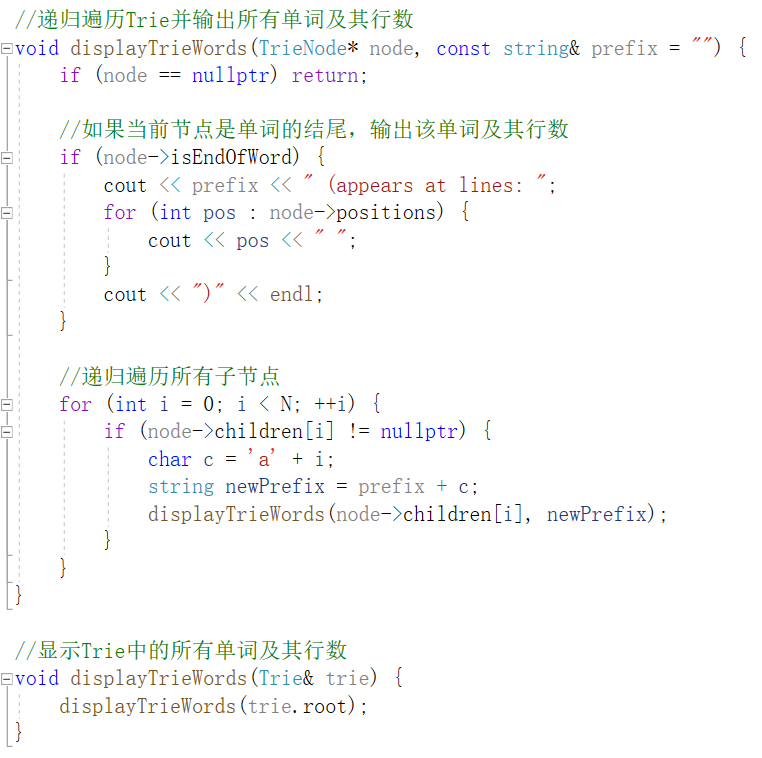 //递归遍历Trie并输出所有单词及其行数
void displayTrieWords(TrieNode* node, const string& prefix = "") {
    if (node == nullptr) return;

    //如果当前节点是单词的结尾，输出该单词及其行数
    if (node->isEndOfWord) {
        cout << prefix << " (appears at lines: ";
        for (int pos : node->positions) {
            cout << pos << " ";
        }
        cout << ")" << endl;
    }

    //递归遍历所有子节点
    for (int i = 0; i < N; ++i) {
        if (node->children[i] != nullptr) {
            char c = 'a' + i;
            string newPrefix = prefix + c;
            displayTrieWords(node->children[i], newPrefix);
        }
    }
}

//显示Trie中的所有单词及其行数
void displayTrieWords(Trie& trie) {
    displayTrieWords(trie.root);
}